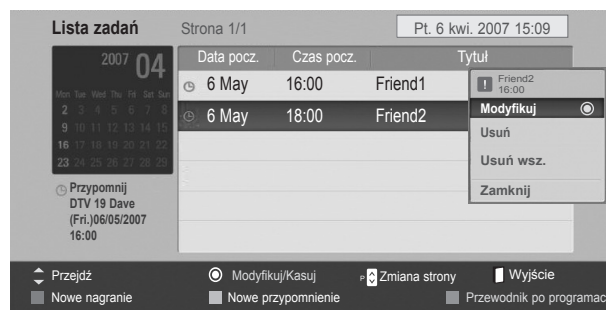 Lista zadań
Strona 1/1
Pt. 6 kwi. 2007 15:09
2007 04
Mon Tue Wed Thu Fri Sat Sun
2 3 4 5 6 7 8
9 10 11 12 13 14 15
16 17 18 19 20 21 22
23 24 25 26 27 28 29
Przypomnij
DTV 19 Dave
(Fri.)06/05/2007
16:00
Data pocz. Czas pocz. Tytuł
6 May 16:00 Friend1
6 May 18:00 Friend2
Friend2
16:00
Modyfikuj
Usuń
Usuń wsz.
Zamknij
Przejdź
Modyfikuj/Kasuj
P Zmiana strony
Wyjście
Nowe nagranie
Nowe przypomnienie
Przewodnik po programac